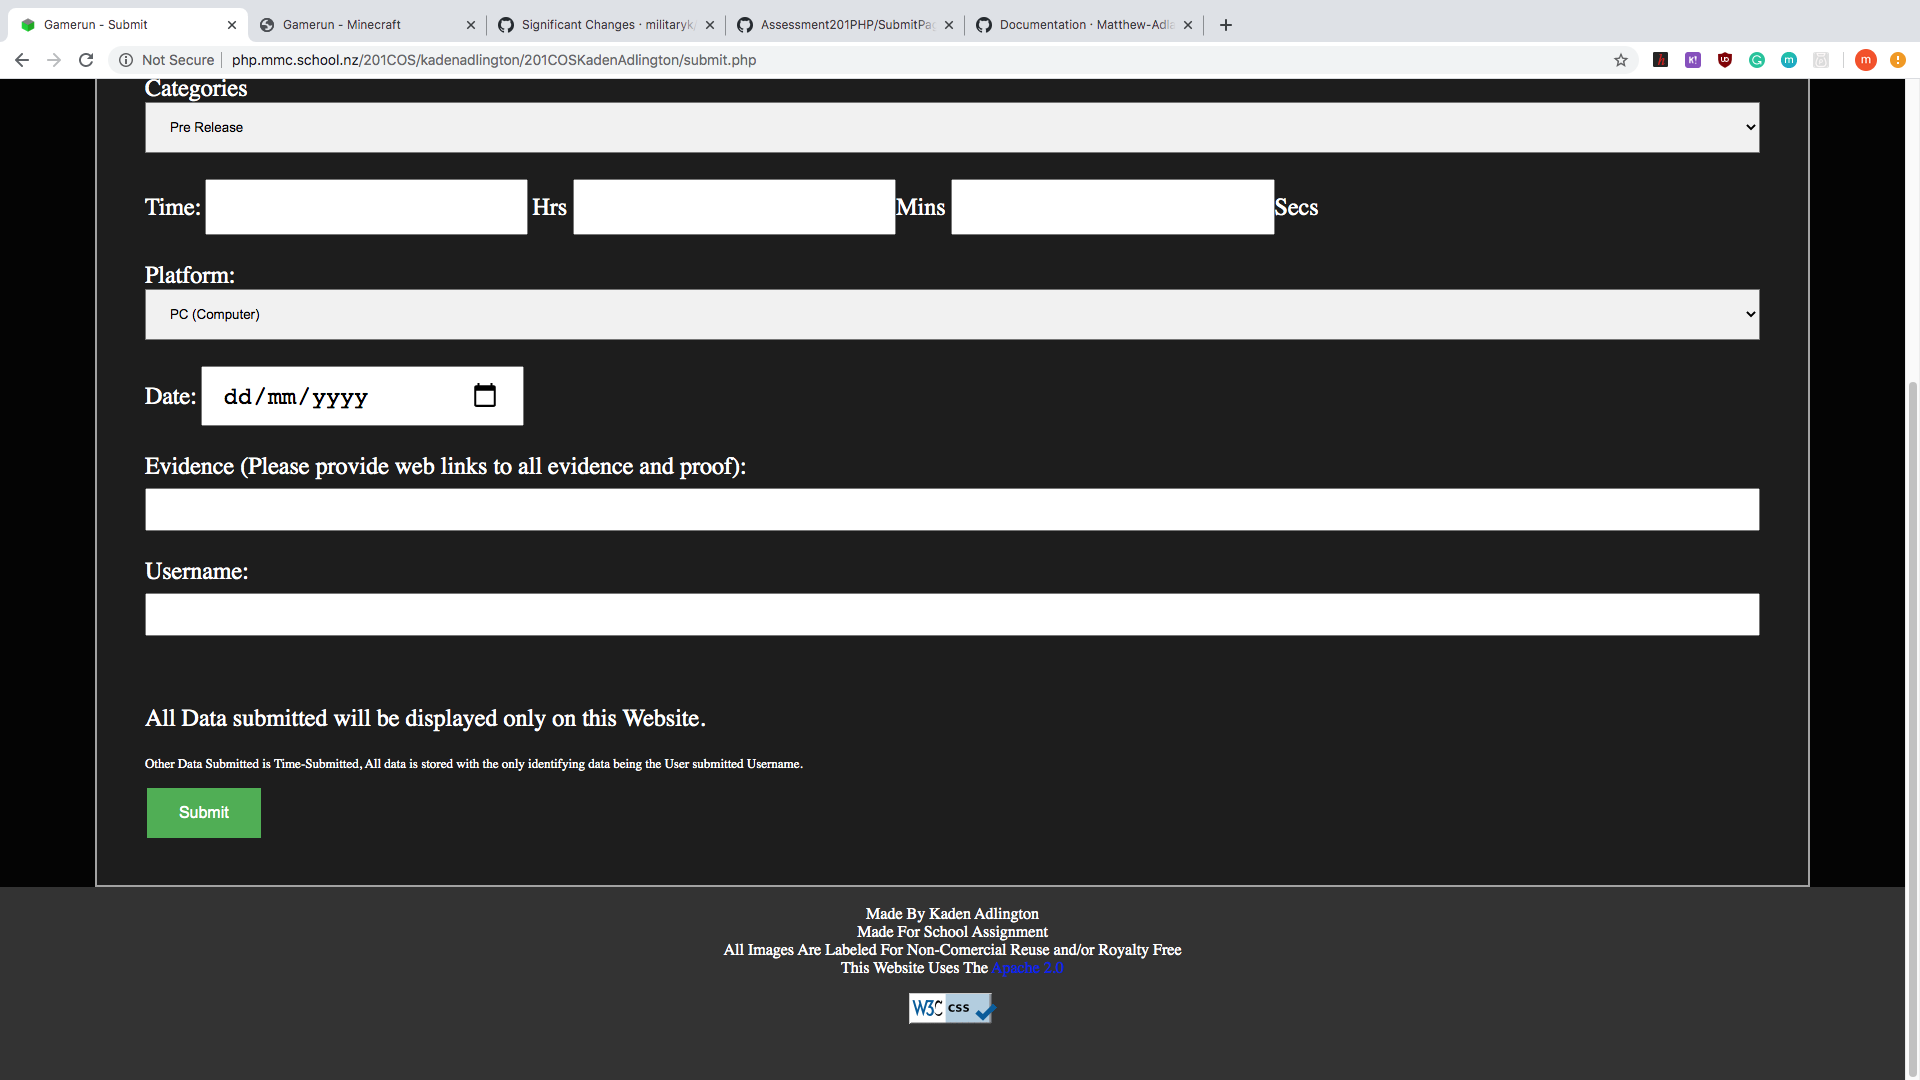 Gamerun - Submit
Gamerun - Minecraft
Significant Changes · militaryk
Assessment201PHP/SubmitPag
Documentation · Matthew-Adla
Not Secure
php.mmc.school.nz/201COS/kadenadlington/201COSKadenAdlington/submit.php
Categories
Pre Release
Time: Hrs Mins Secs
Platform:
PC (Computer)
Date: dd/mm/yyyy
Evidence (Please provide web links to all evidence and proof):
Username:
All Data submitted will be displayed only on this Website.
Other Data Submitted is Time-Submitted, All data is stored with the only identifying data being the User submitted Username.
Submit
Made By Kaden Adlington
Made For School Assignment
All Images Are Labeled For Non-Comercial Reuse and/or Royalty Free
This Website Uses The Apache 2.0
W3C css